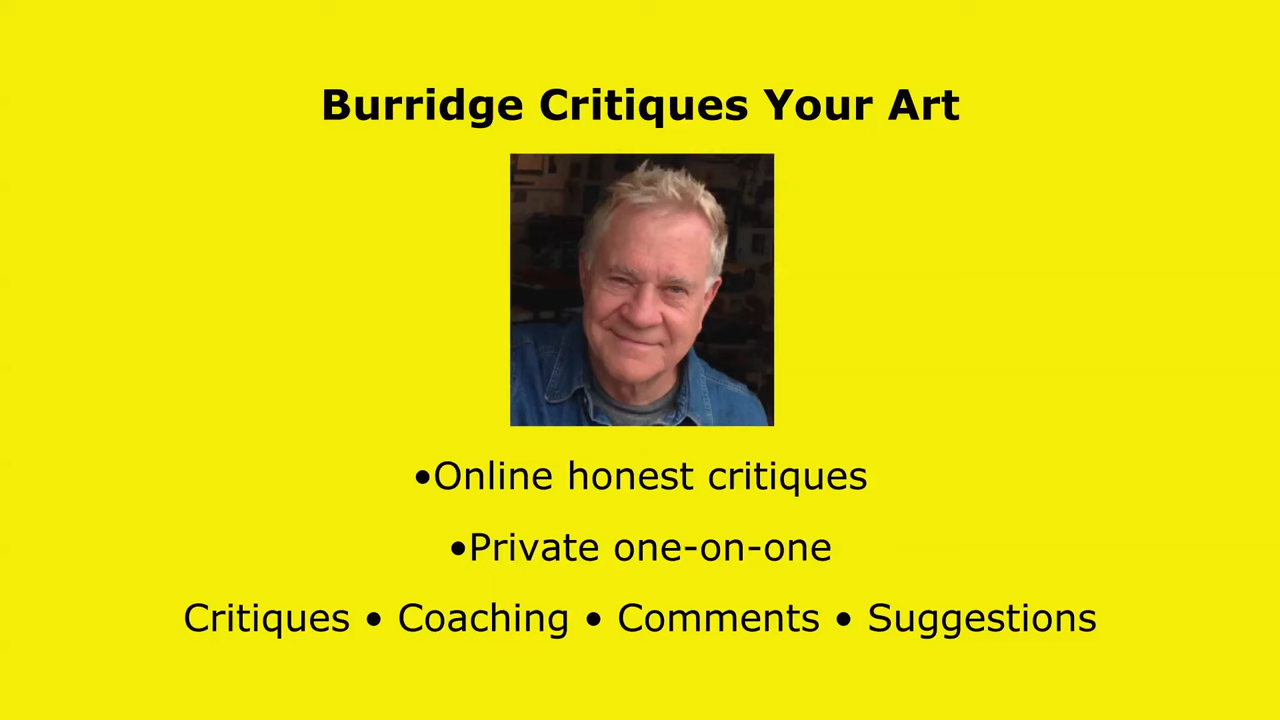 Burridge Critiques Your Art
•Online honest critiques
•Private one-on-one
Critiques • Coaching • Comments • Suggestions